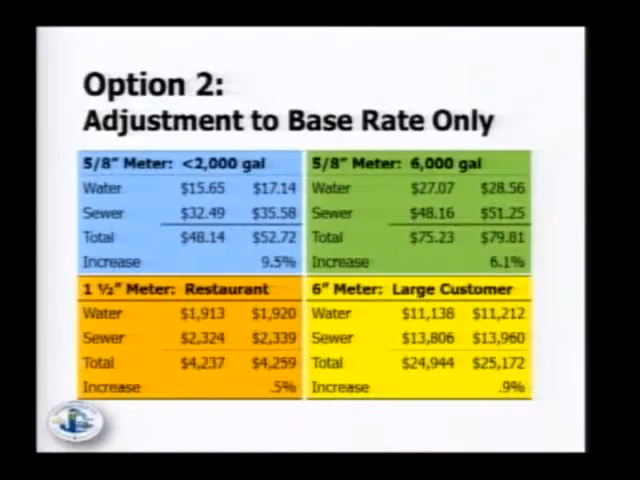 Option 2:
Adjustment to Base Rate Only
5/8" Meter: <2,000 gal
Water $15.65 $17.14
Sewer $32.49 $35.58
Total $48.14 $52.72
Increase 9.5%
5/8" Meter: 6,000 gal
Water $27.07 $28.56
Sewer $48.16 $51.25
Total $75.23 $79.81
Increase 6.1%
1 ½" Meter: Restaurant
Water $1,913 $1,920
Sewer $2,324 $2,339
Total $4,237 $4,259
Increase .5%
6" Meter: Large Customer
Water $11,138 $11,212
Sewer $13,806 $13,960
Total $24,944 $25,172
Increase .9%